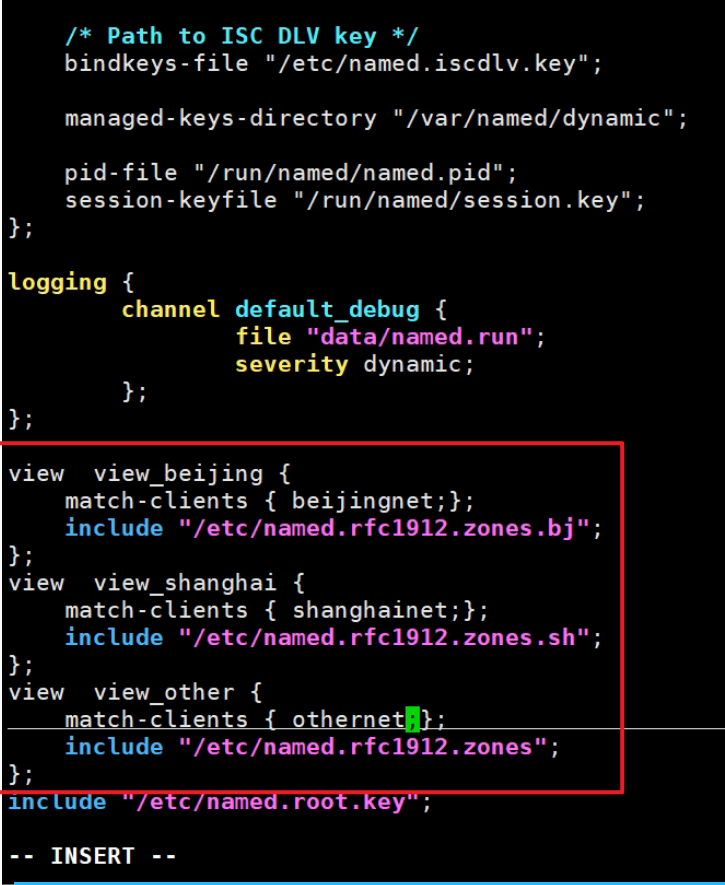 /* Path to ISC DLV key */
bindkeys-file "/etc/named.iscdlv.key";
managed-keys-directory "/var/named/dynamic";
pid-file "/run/named/named.pid";
session-keyfile "/run/named/session.key";
};
logging {
channel default_debug {
file "data/named.run";
severity dynamic;
};
};
view  view_beijing {
match-clients { beijingnet;};
include "/etc/named.rfc1912.zones.bj";
};
view  view_shanghai {
match-clients { shanghainet;};
include "/etc/named.rfc1912.zones.sh";
};
view  view_other {
match-clients { othernet;};
include "/etc/named.rfc1912.zones";
};
include "/etc/named.root.key";
-- INSERT --